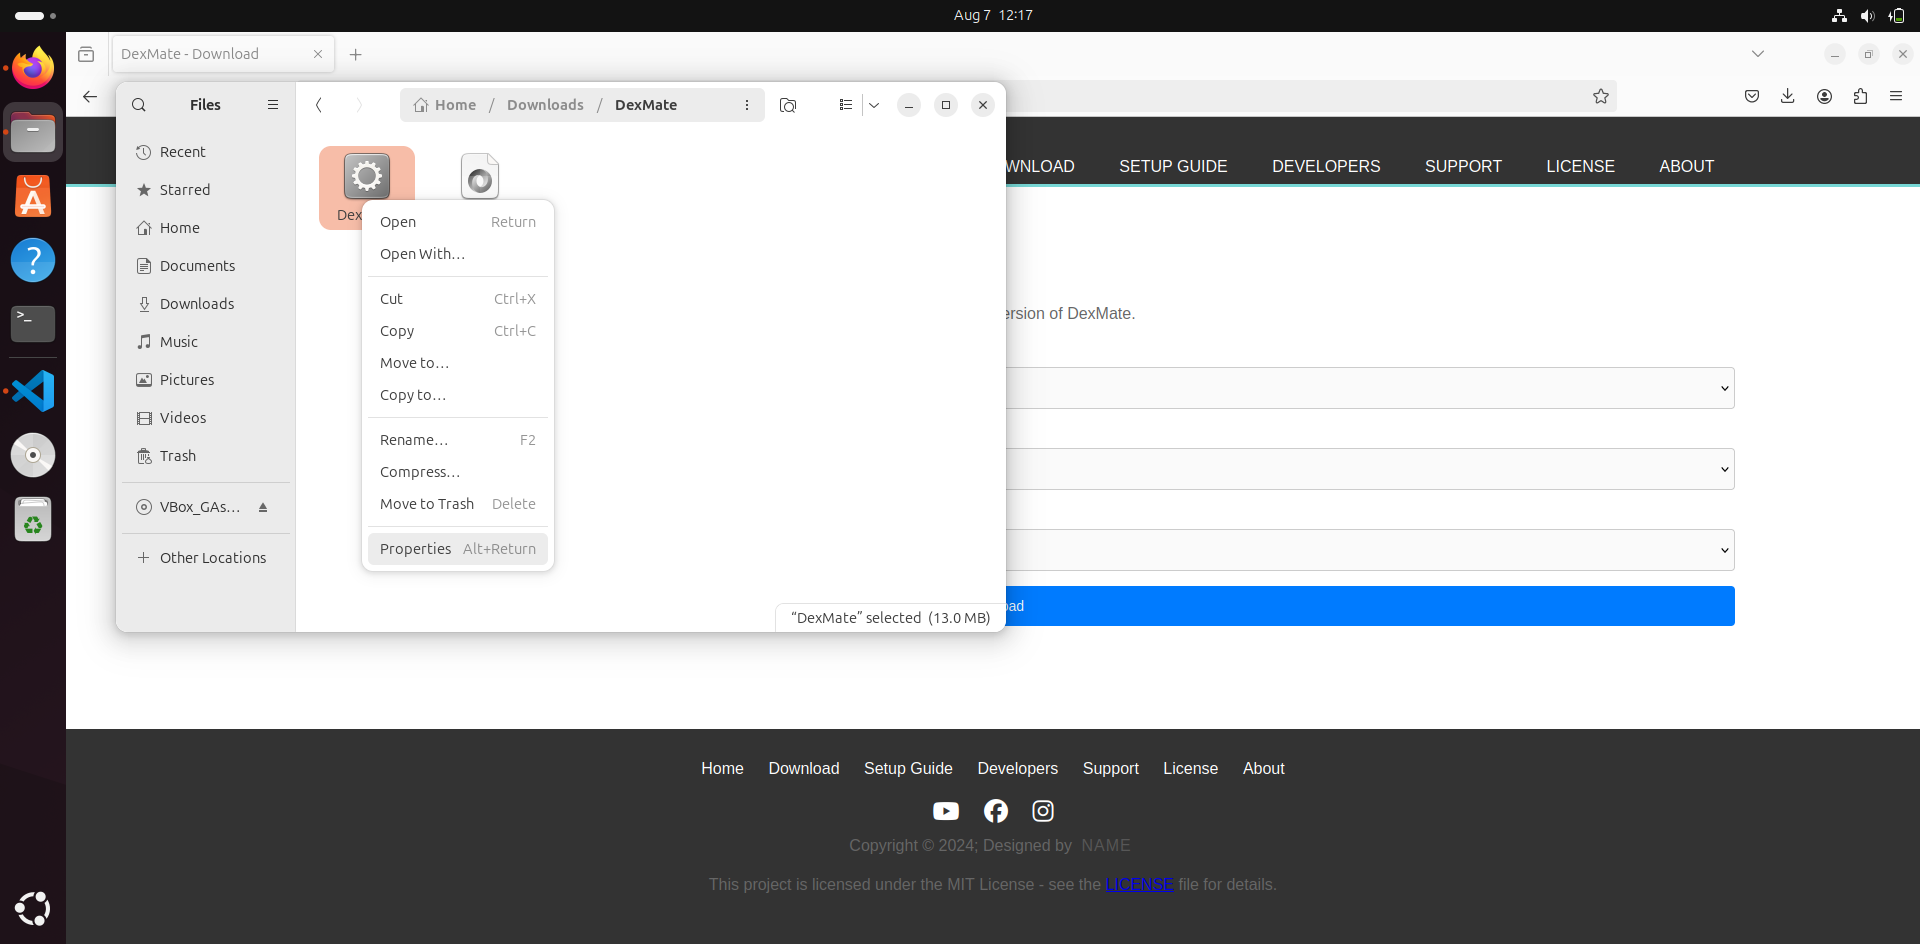 Aug 7 12:17
DexMate - Download
Files
Home / Downloads / DexMate
Recent
Starred
Home
Documents
Downloads
Music
Pictures
Videos
Trash
VBox_GAs…
Other Locations
Dex
Open Return
Open With…
Cut Ctrl+X
Copy Ctrl+C
Move to…
Copy to…
Rename… F2
Compress…
Move to Trash Delete
Properties Alt+Return
“DexMate” selected (13.0 MB)
WNLOAD SETUP GUIDE DEVELOPERS SUPPORT LICENSE ABOUT
ersion of DexMate.
oad
Home Download Setup Guide Developers Support License About
Copyright © 2024; Designed by NAME
This project is licensed under the MIT License - see the LICENSE file for details.